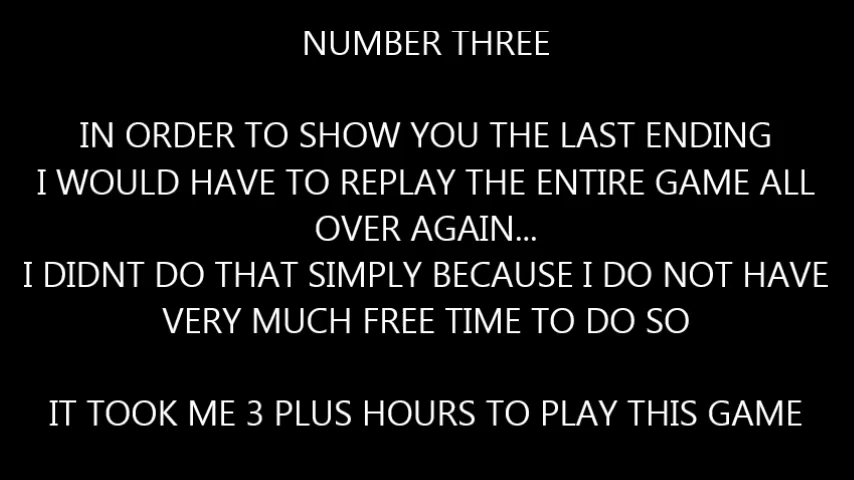 NUMBER THREE
IN ORDER TO SHOW YOU THE LAST ENDING
I WOULD HAVE TO REPLAY THE ENTIRE GAME ALL
OVER AGAIN...
I DIDNT DO THAT SIMPLY BECAUSE I DO NOT HAVE
VERY MUCH FREE TIME TO DO SO
IT TOOK ME 3 PLUS HOURS TO PLAY THIS GAME